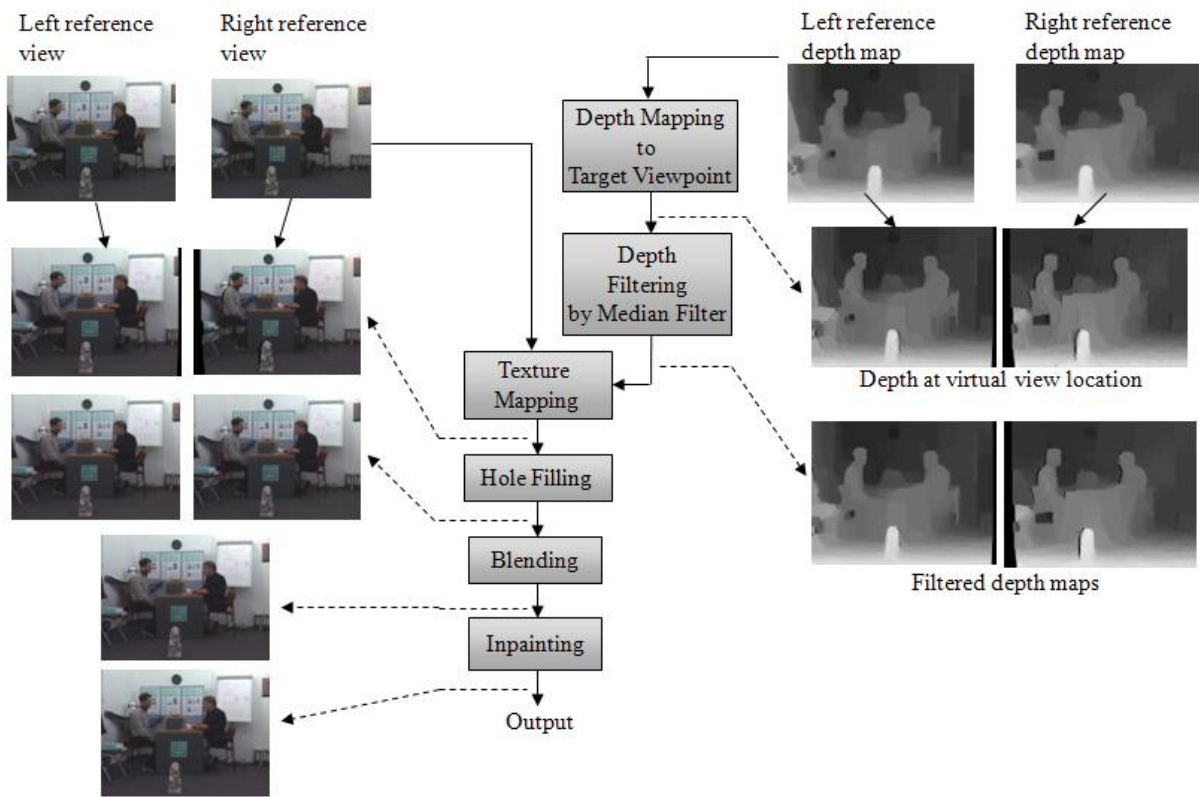 Left reference
view
Right reference
view
Left reference
depth map
Right reference
depth map
Depth Mapping
to
Target Viewpoint
Depth
Filtering
by Median Filter
Texture
Mapping
Depth at virtual view location
Hole Filling
Blending
Filtered depth maps
Inpainting
Output